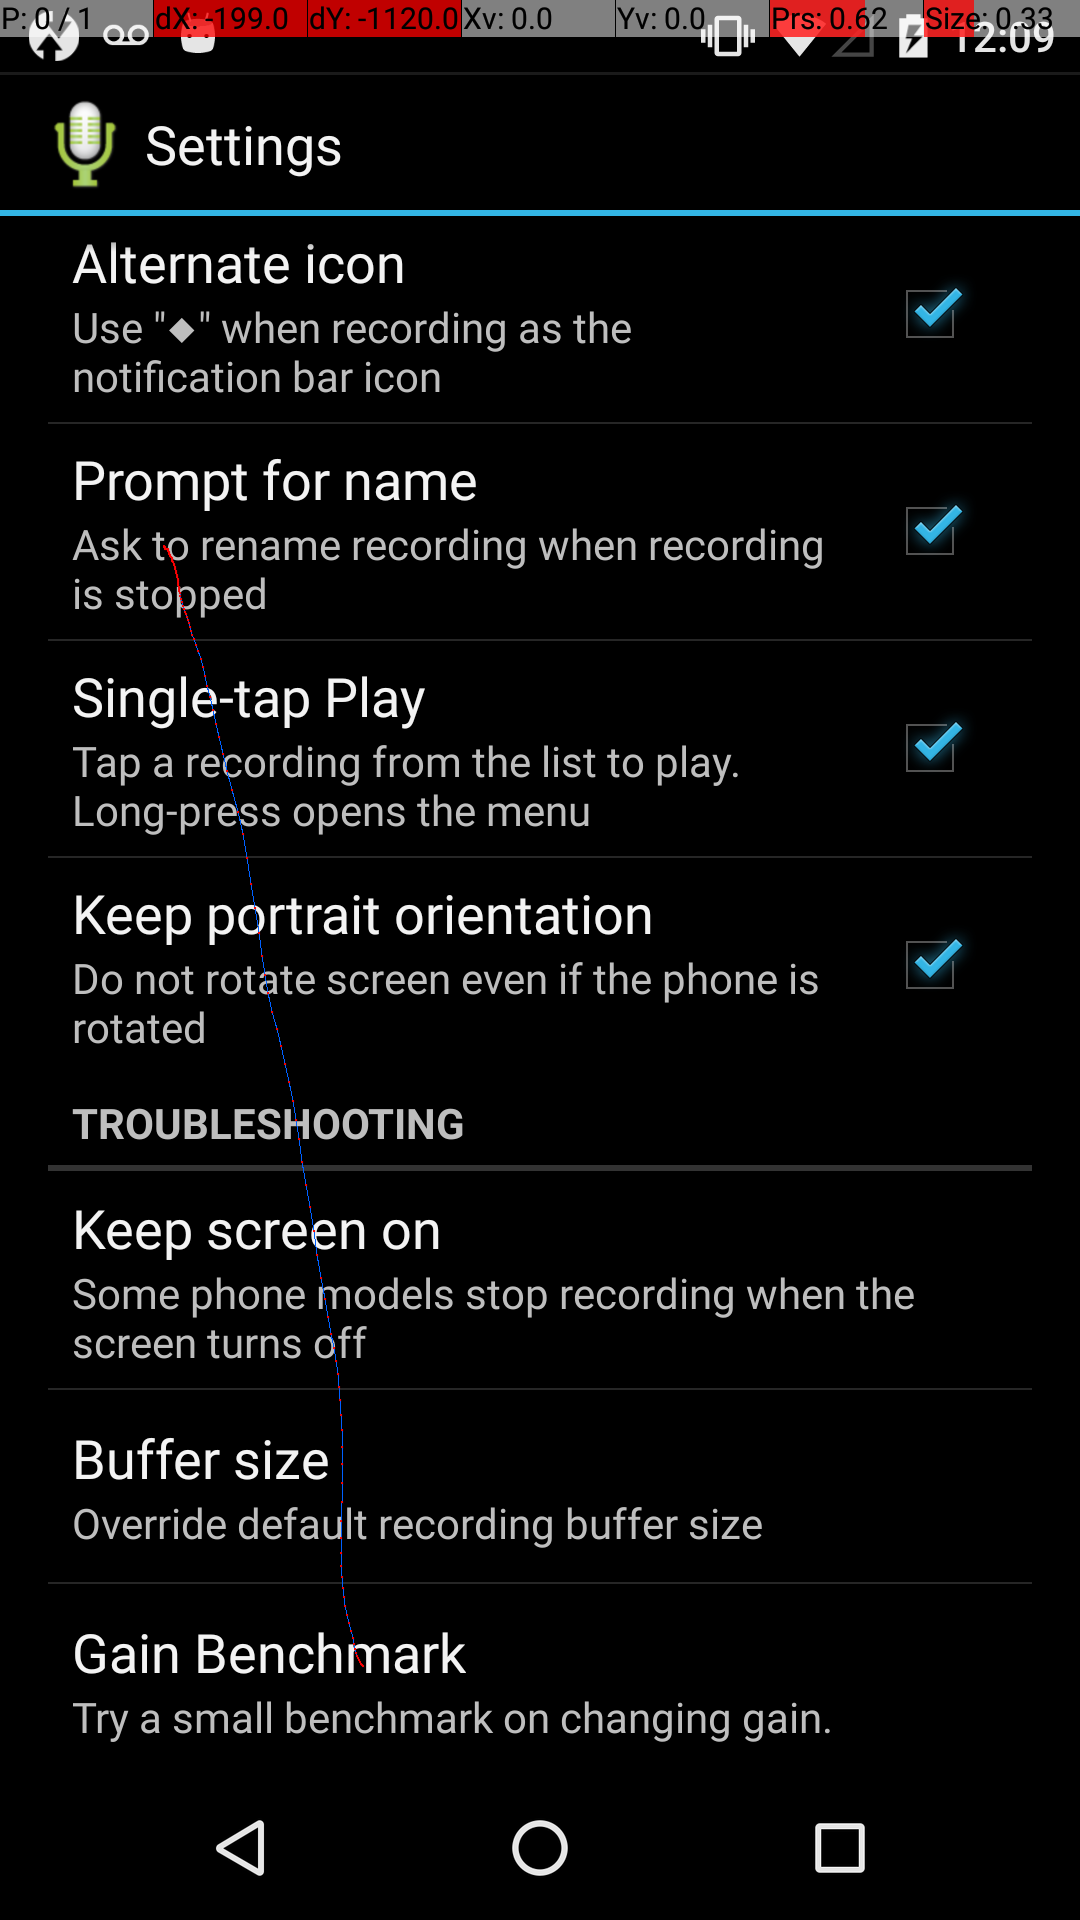 P: 0 / 1 dX: -199.0 dY: -1120.0 Xv: 0.0 Yv: 0.0 Prs: 0.62 Size: 0.33
12:09
Settings
Alternate icon
Use "◆" when recording as the
notification bar icon
Prompt for name
Ask to rename recording when recording
is stopped
Single-tap Play
Tap a recording from the list to play.
Long-press opens the menu
Keep portrait orientation
Do not rotate screen even if the phone is
rotated
TROUBLESHOOTING
Keep screen on
Some phone models stop recording when the
screen turns off
Buffer size
Override default recording buffer size
Gain Benchmark
Try a small benchmark on changing gain.